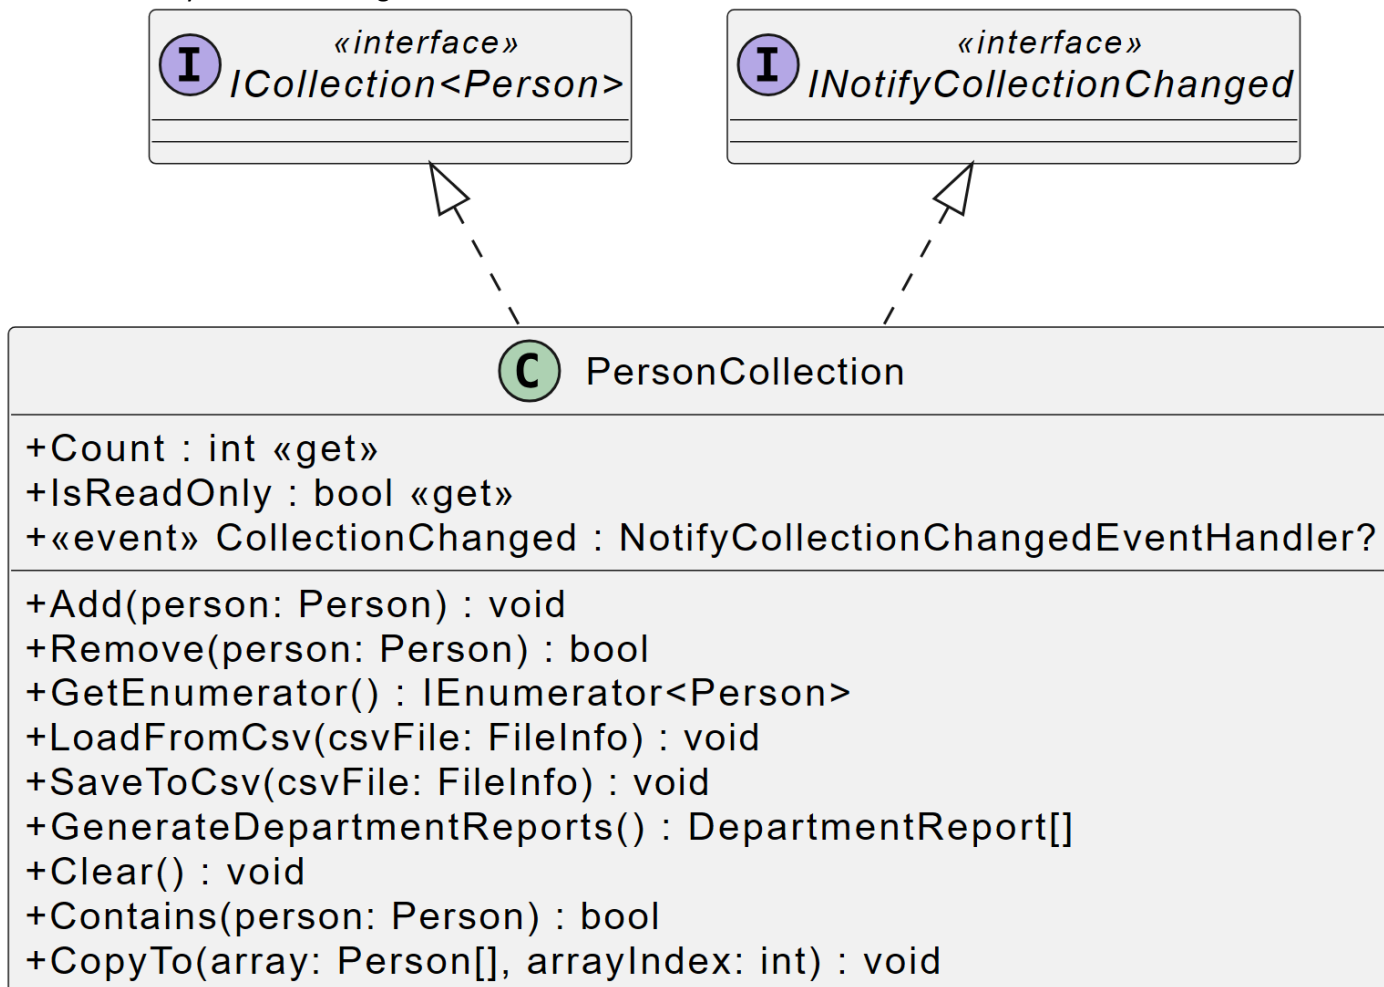 «interface»
I ICollection<Person>
«interface»
I INotifyCollectionChanged
C PersonCollection
+Count : int «get»
+IsReadOnly : bool «get»
+«event» CollectionChanged : NotifyCollectionChangedEventHandler?
+Add(person: Person) : void
+Remove(person: Person) : bool
+GetEnumerator() : IEnumerator<Person>
+LoadFromCsv(csvFile: FileInfo) : void
+SaveToCsv(csvFile: FileInfo) : void
+GenerateDepartmentReports() : DepartmentReport[]
+Clear() : void
+Contains(person: Person) : bool
+CopyTo(array: Person[], arrayIndex: int) : void